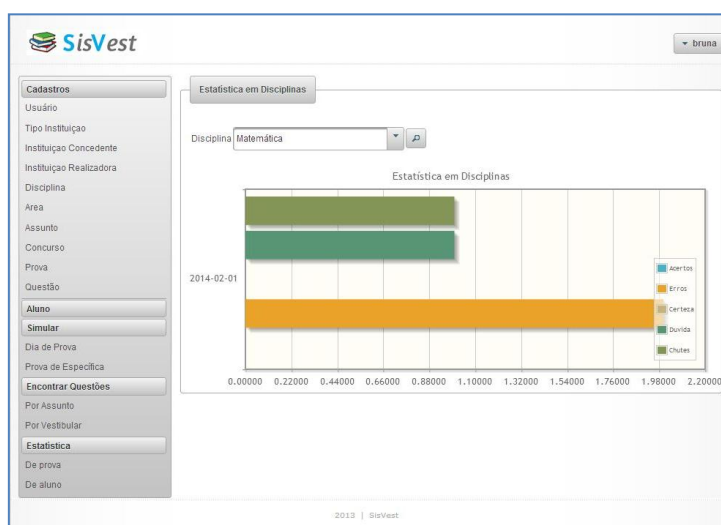 SisVest
bruna
Cadastros
Usuário
Tipo Instituiçao
Instituiçao Concedente
Instituiçao Realizadora
Disciplina
Area
Assunto
Concurso
Prova
Questão
Aluno
Simular
Dia de Prova
Prova de Específica
Encontrar Questões
Por Assunto
Por Vestibular
Estatistica
De prova
De aluno
Estatistica em Disciplinas
Disciplina Matemática
Estatística em Disciplinas
2014-02-01
Acertos
Erros
Certeza
Duvida
Chutes
0.00000 0.22000 0.44000 0.66000 0.88000 1.10000 1.32000 1.54000 1.76000 1.98000 2.20000
2013 | SisVest